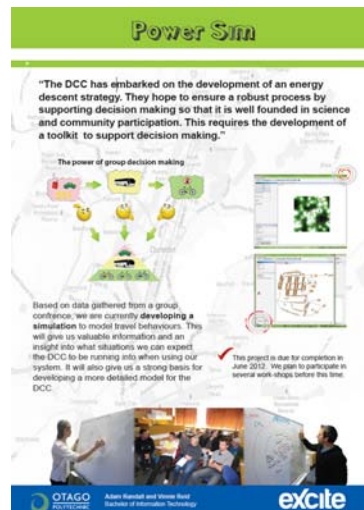 Power Sim
“The DCC has embarked on the development of an energy
descent strategy. They hope to ensure a robust process by
supporting decision making so that it is well founded in science
and community participation. This requires the development of
a toolkit to support decision making.”
The power of group decision making
Based on data gathered from a group
confrence, we are currently developing a
simulation to model travel behaviours. This
will give us valuable information and an
insight into what situations we can expect
the DCC to be running into when using our
system. It will also give us a strong basis for
developing a more detailed model for the
DCC.
This project is due for completion in
June 2012. We plan to participate in
several work-shops before this time.
OTAGO
POLYTECHNIC
Adam Randall and Vinnie Reid
Bachelor of Information Technology
excite